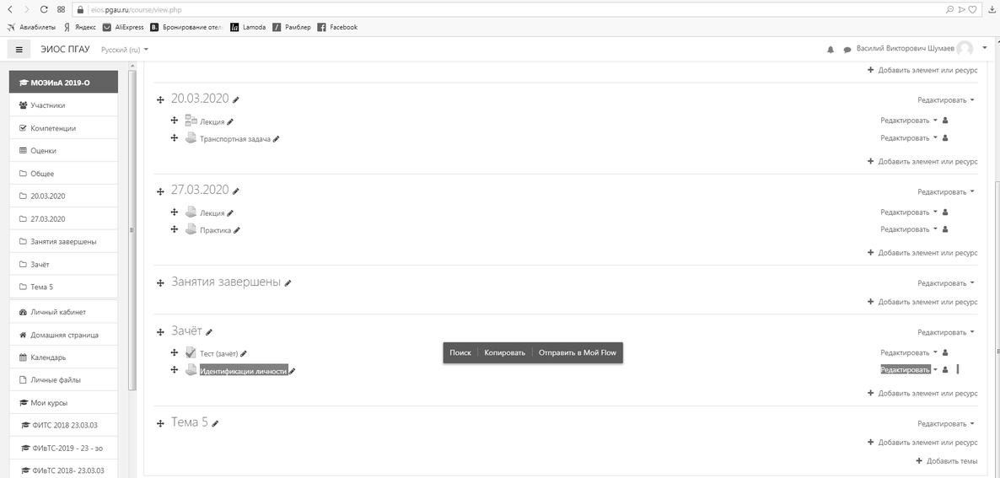 eios.pgau.ru/course/view.php
Авиабилеты Яндекс AliExpress Бронирование отел Lamoda Рамблер Facebook
ЭИОС ПГАУ Русский (ru) Василий Викторович Шумаев
Добавить элемент или ресурс
МОЭИвА 2019-О
Участники
Компетенции
Оценки
Общее
20.03.2020
27.03.2020
Занятия завершены
Зачёт
Тема 5
Личный кабинет
Домашняя страница
Календарь
Личные файлы
Мои курсы
ФИТС 2018 23.03.03
ФИвТС-2019 - 23 - зо
ФИвТС 2018- 23.03.03
20.03.2020 Редактировать
Лекция Редактировать
Транспортная задача Редактировать
Добавить элемент или ресурс
27.03.2020 Редактировать
Лекция Редактировать
Практика Редактировать
Добавить элемент или ресурс
Занятия завершены Редактировать
Добавить элемент или ресурс
Зачёт Редактировать
Тест (зачёт) Редактировать
Поиск Копировать Отправить в Мой Flow
Идентификации личности Редактировать
Добавить элемент или ресурс
Тема 5 Редактировать
Добавить элемент или ресурс
Добавить темы